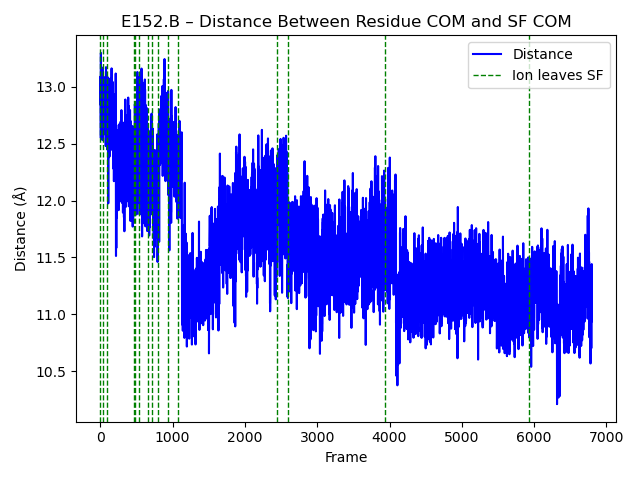 E152.B – Distance Between Residue COM and SF COM
Distance
Ion leaves SF
Distance (Å)
13.0
12.5
12.0
11.5
11.0
10.5
0 1000 2000 3000 4000 5000 6000 7000
Frame